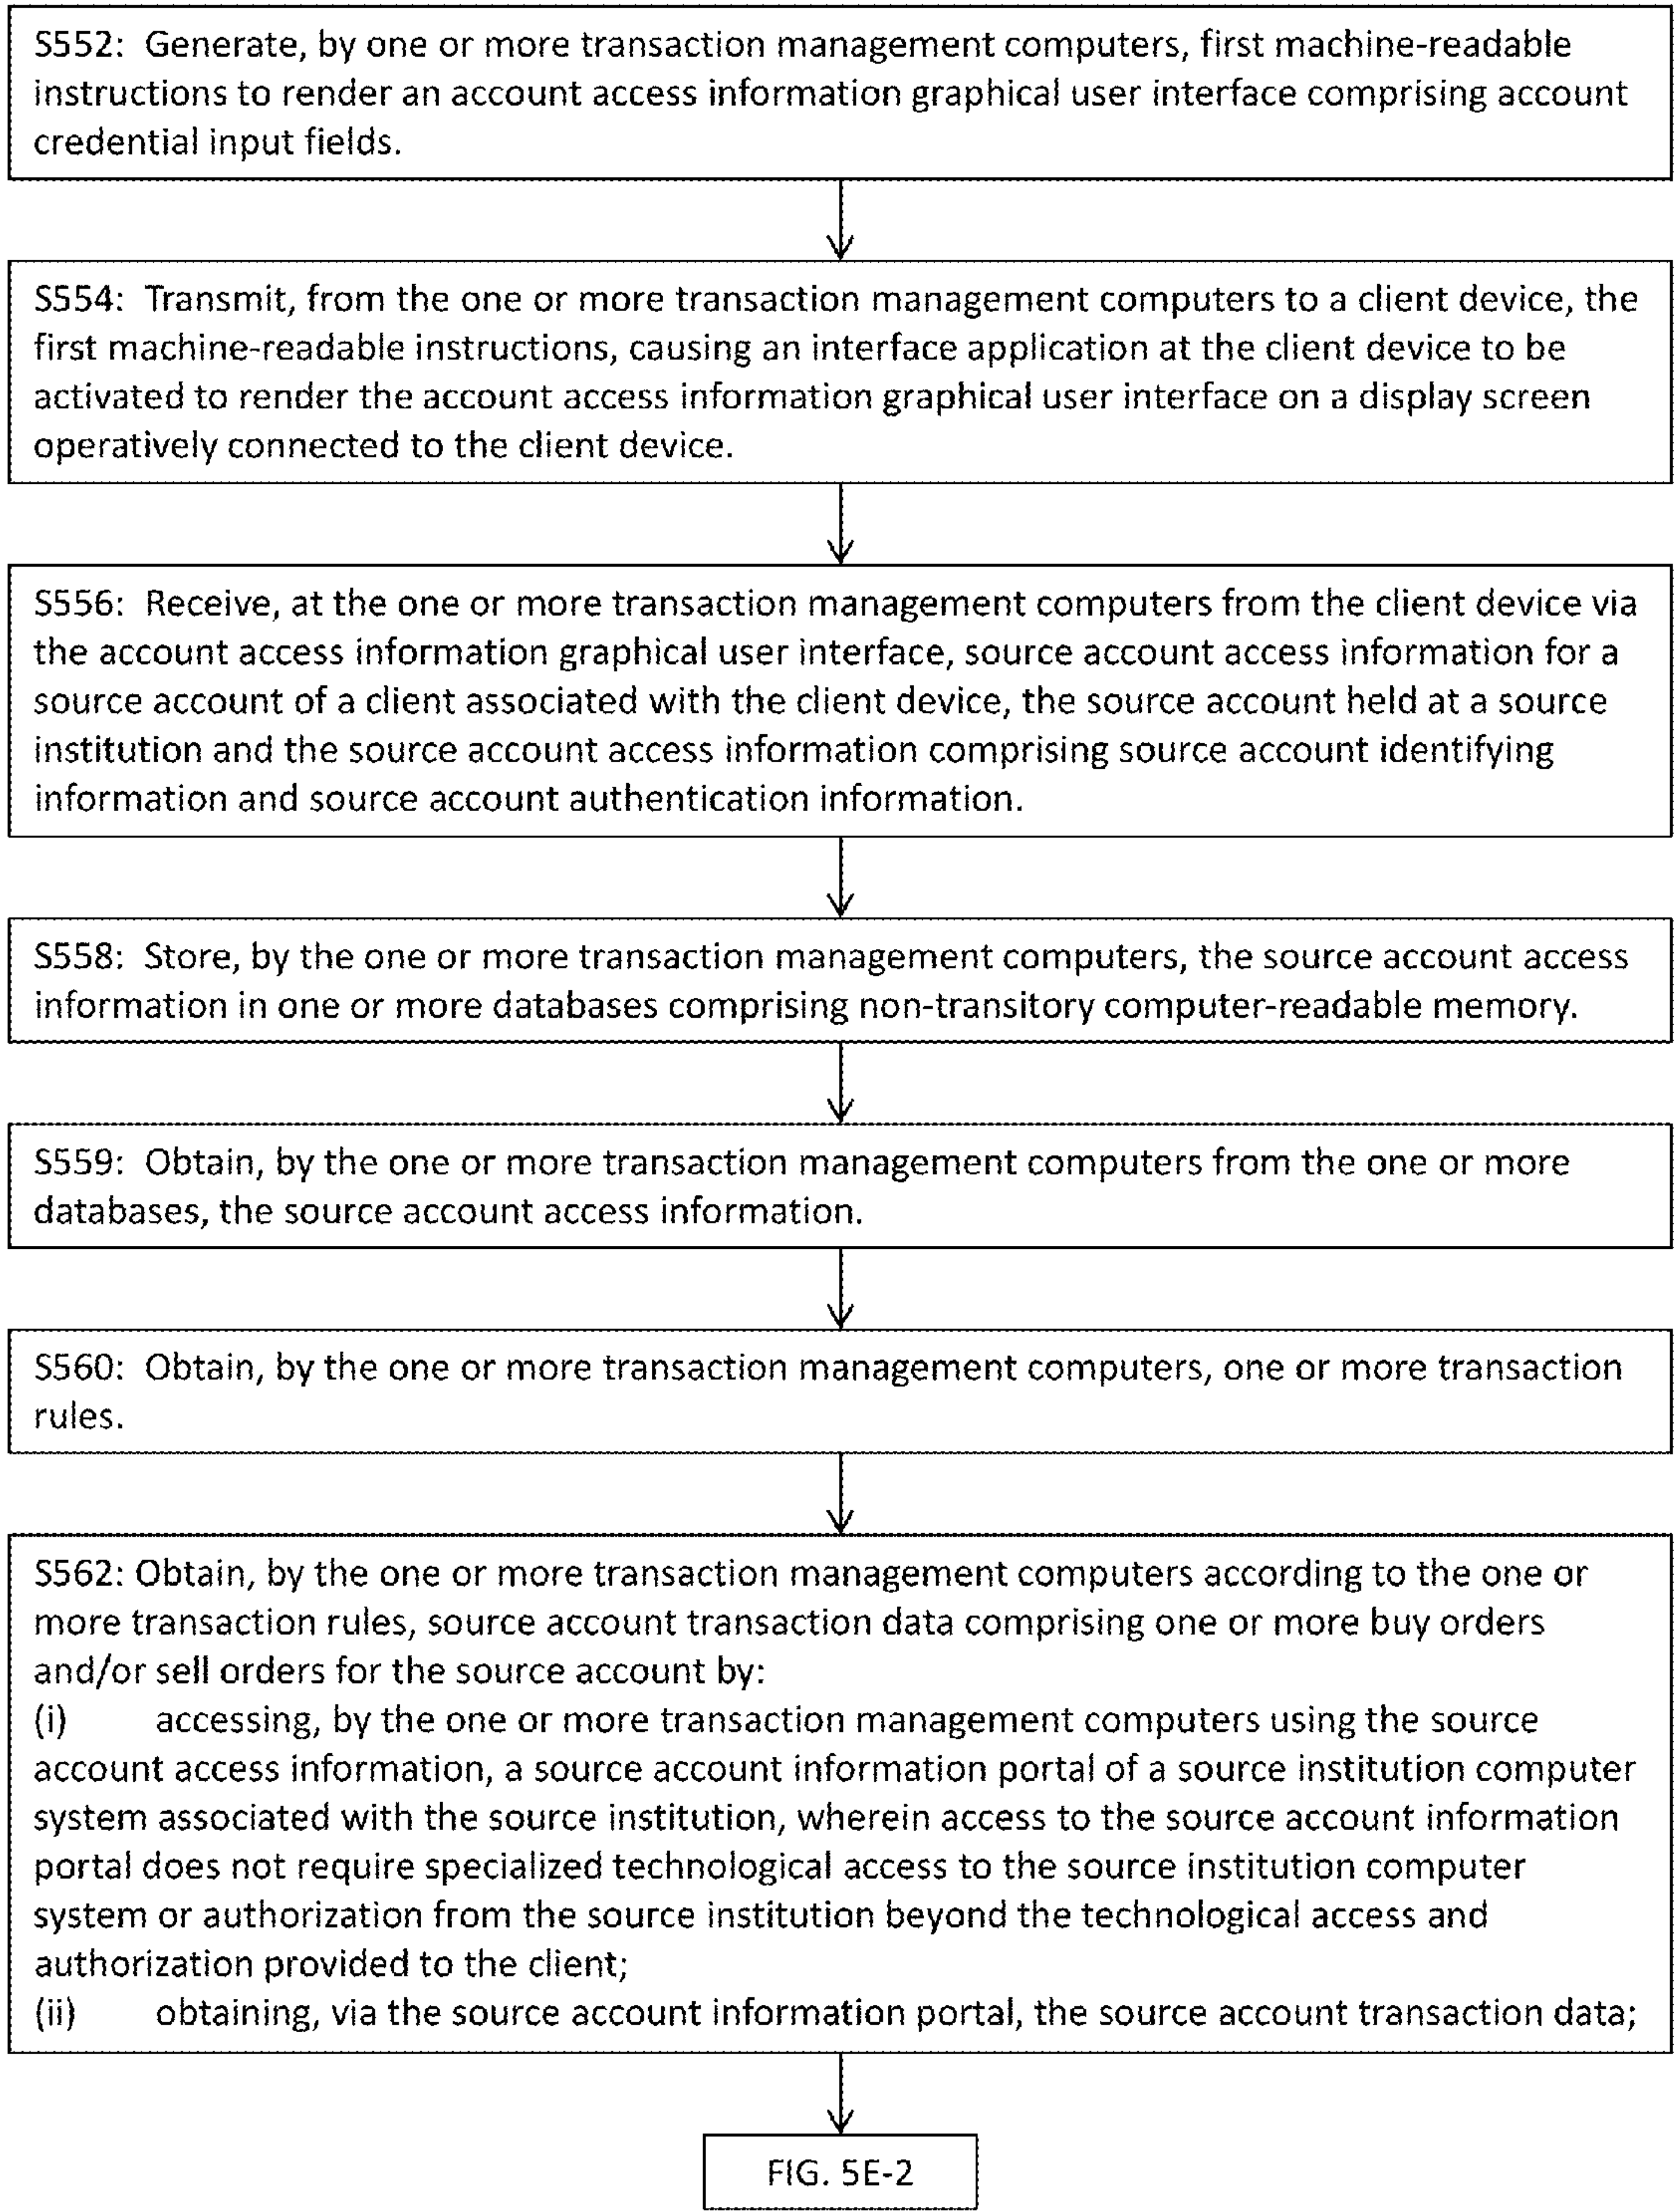 S552: Generate, by one or more transaction management computers, first machine-readable
instructions to render an account access information graphical user interface comprising account
credential input fields.
S554: Transmit, from the one or more transaction management computers to a client device, the
first machine-readable instructions, causing an interface application at the client device to be
activated to render the account access information graphical user interface on a display screen
operatively connected to the client device.
S556: Receive, at the one or more transaction management computers from the client device via
the account access information graphical user interface, source account access information for a
source account of a client associated with the client device, the source account held at a source
institution and the source account access information comprising source account identifying
information and source account authentication information.
S558: Store, by the one or more transaction management computers, the source account access
information in one or more databases comprising non-transitory computer-readable memory.
S559: Obtain, by the one or more transaction management computers from the one or more
databases, the source account access information.
S560: Obtain, by the one or more transaction management computers, one or more transaction
rules.
S562: Obtain, by the one or more transaction management computers according to the one or
more transaction rules, source account transaction data comprising one or more buy orders
and/or sell orders for the source account by:
(i) accessing, by the one or more transaction management computers using the source
account access information, a source account information portal of a source institution computer
system associated with the source institution, wherein access to the source account information
portal does not require specialized technological access to the source institution computer
system or authorization from the source institution beyond the technological access and
authorization provided to the client;
(ii) obtaining, via the source account information portal, the source account transaction data;
FIG. 5E-2